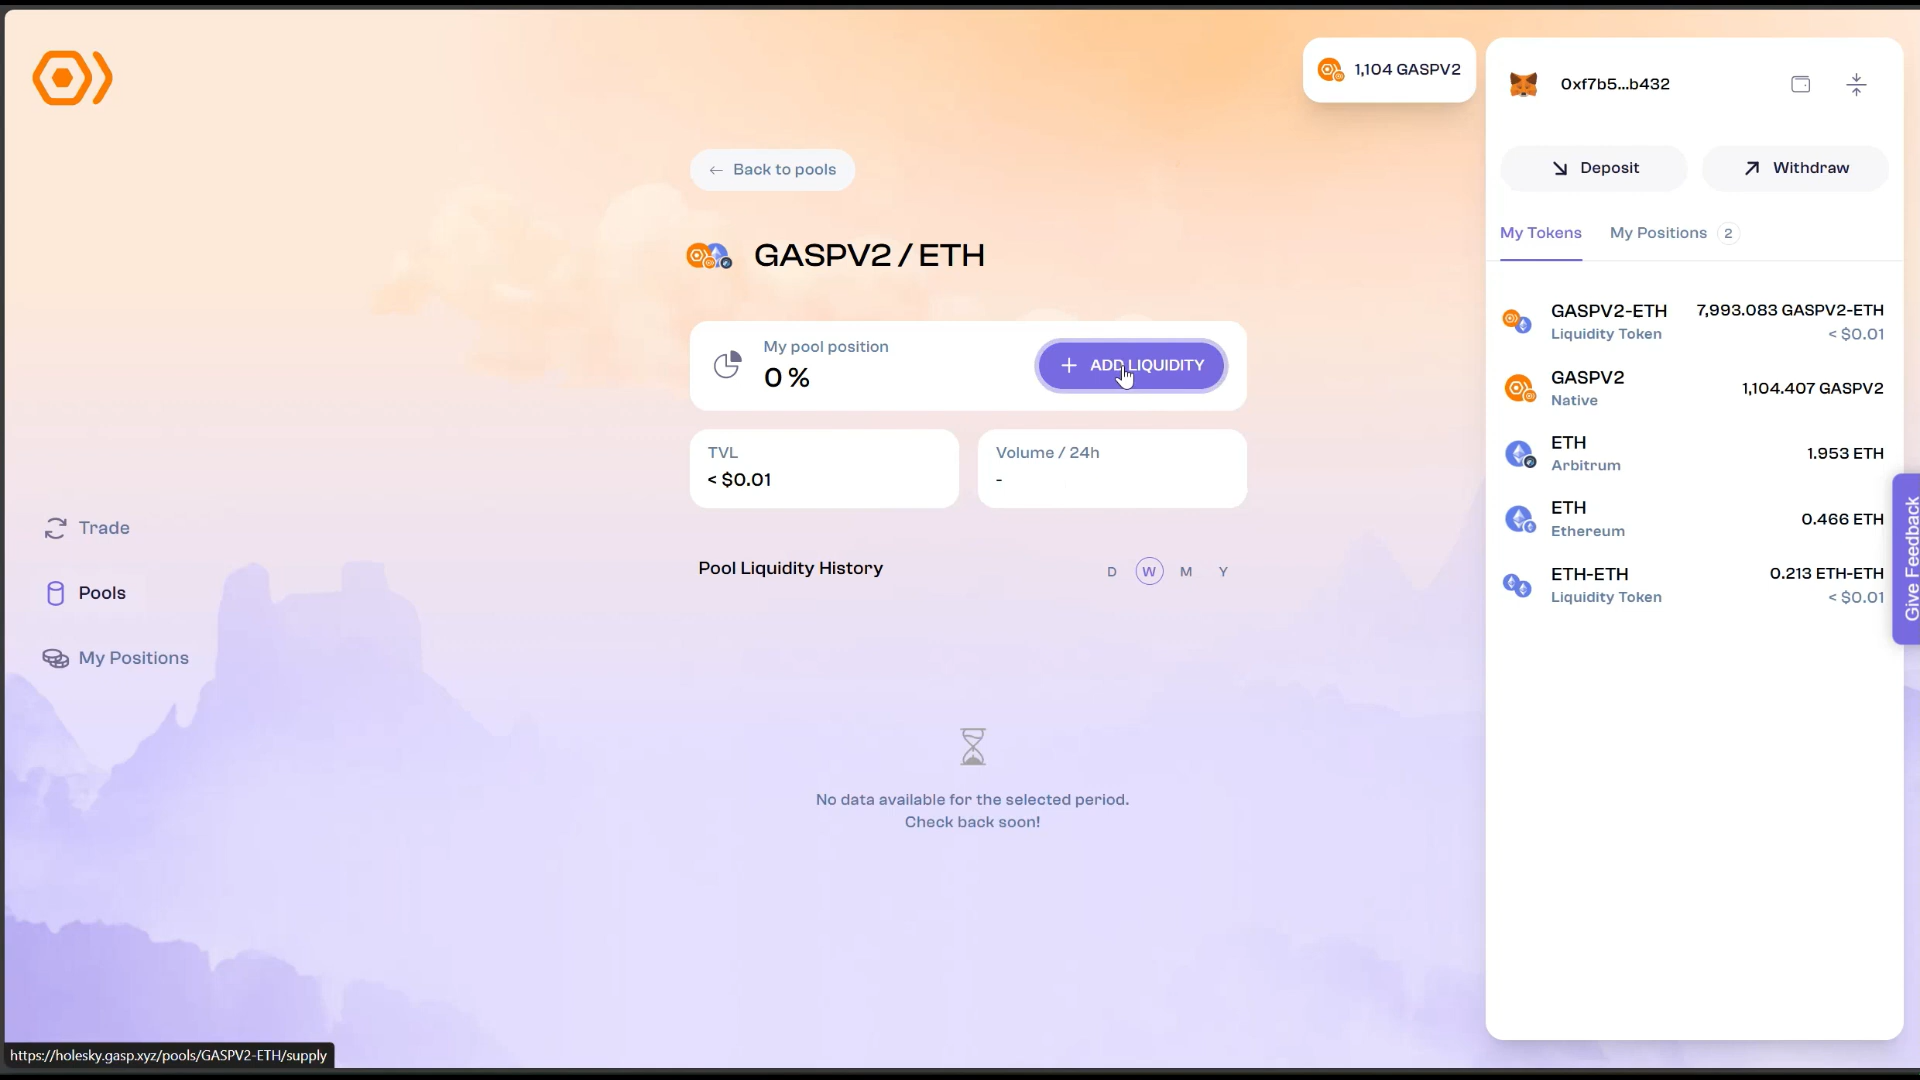 1,104 GASPV2
0xf7b5...b432
← Back to pools
Deposit
Withdraw
GASPV2 / ETH
My Tokens
My Positions 2
My pool position
0 %
+ ADD LIQUIDITY
TVL
< $0.01
Volume / 24h
-
Pool Liquidity History
D W M Y
No data available for the selected period.
Check back soon!
Trade
Pools
My Positions
GASPV2-ETH 7,993.083 GASPV2-ETH
Liquidity Token < $0.01
GASPV2 1,104.407 GASPV2
Native
ETH 1.953 ETH
Arbitrum
ETH 0.466 ETH
Ethereum
ETH-ETH 0.213 ETH-ETH
Liquidity Token < $0.01
Give Feedback
https://holesky.gasp.xyz/pools/GASPV2-ETH/supply